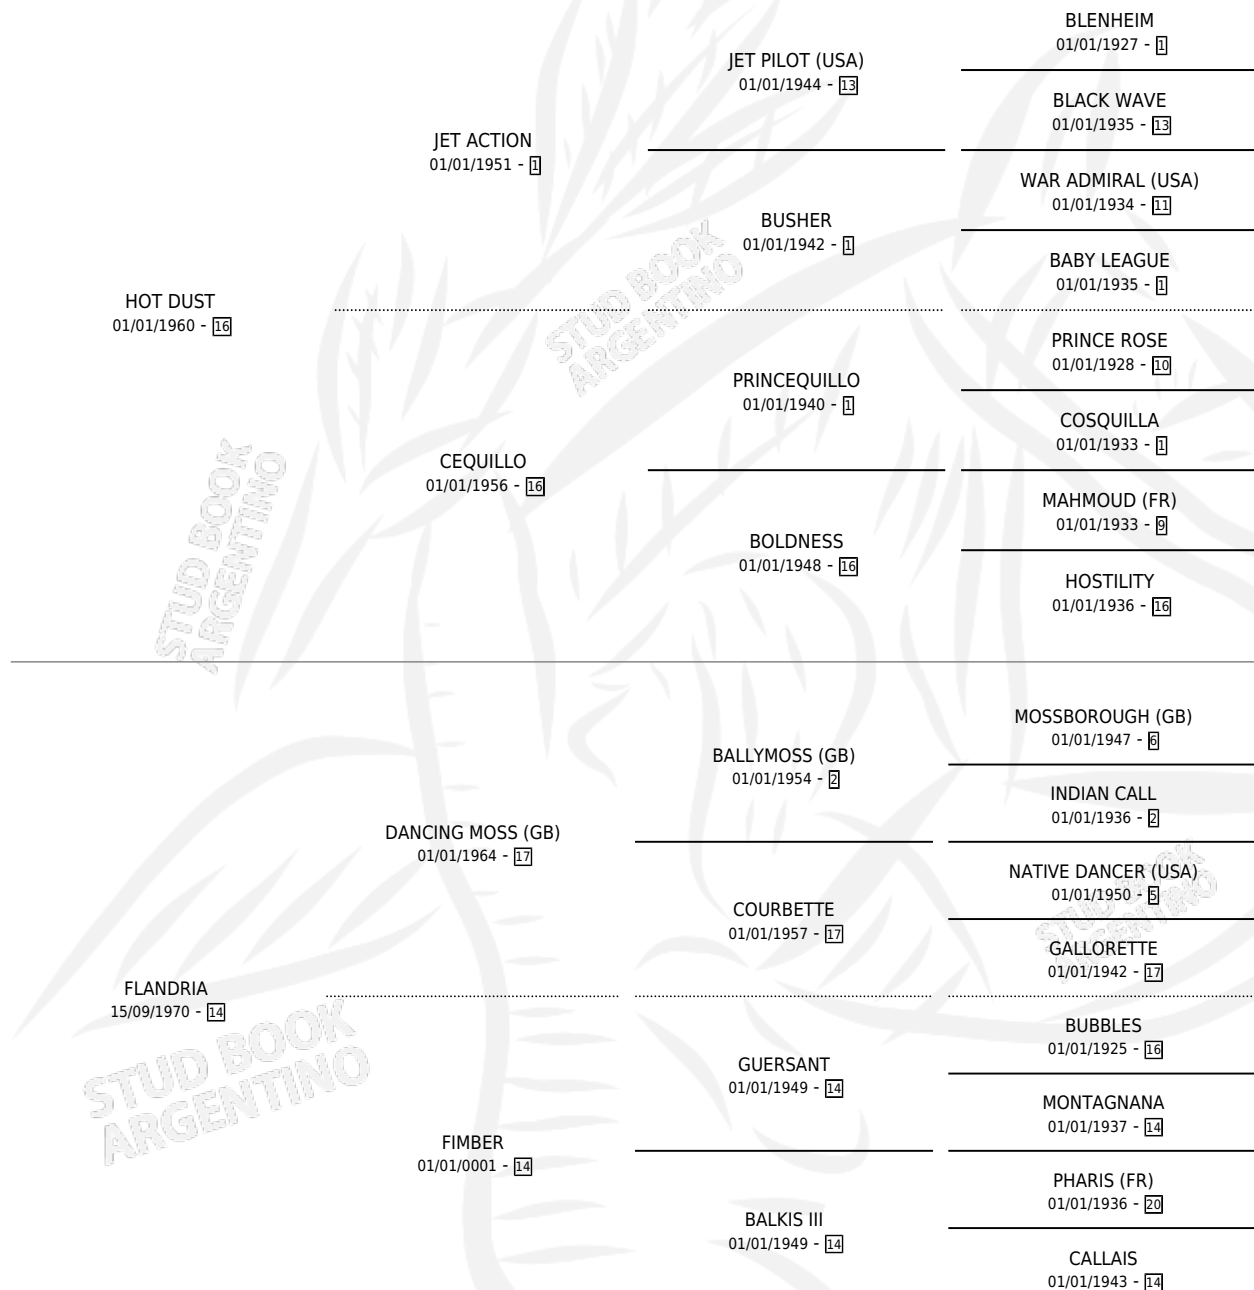 BLENHEIM
01/01/1927 - 1
JET PILOT (USA)
01/01/1944 - 13
BLACK WAVE
01/01/1935 - 13
JET ACTION
01/01/1951 - 1
WAR ADMIRAL (USA)
01/01/1934 - 11
BUSHER
01/01/1942 - 1
BABY LEAGUE
01/01/1935 - 1
HOT DUST
01/01/1960 - 16
PRINCE ROSE
01/01/1928 - 10
PRINCEQUILLO
01/01/1940 - 1
COSQUILLA
01/01/1933 - 1
CEQUILLO
01/01/1956 - 16
MAHMOUD (FR)
01/01/1933 - 9
BOLDNESS
01/01/1948 - 16
HOSTILITY
01/01/1936 - 16
MOSSBOROUGH (GB)
01/01/1947 - 6
BALLYMOSS (GB)
01/01/1954 - 2
INDIAN CALL
01/01/1936 - 2
DANCING MOSS (GB)
01/01/1964 - 17
NATIVE DANCER (USA)
01/01/1950 - 5
COURBETTE
01/01/1957 - 17
GALLORETTE
01/01/1942 - 17
FLANDRIA
15/09/1970 - 14
BUBBLES
01/01/1925 - 16
GUERSANT
01/01/1949 - 14
MONTAGNANA
01/01/1937 - 14
FIMBER
01/01/0001 - 14
PHARIS (FR)
01/01/1936 - 20
BALKIS III
01/01/1949 - 14
CALLAIS
01/01/1943 - 14
STUD BOOK
ARGENTINO
STUD BOOK
ARGENTINO
STUD BOOK
ARGENTINO
STUD BOOK
ARGENTINO